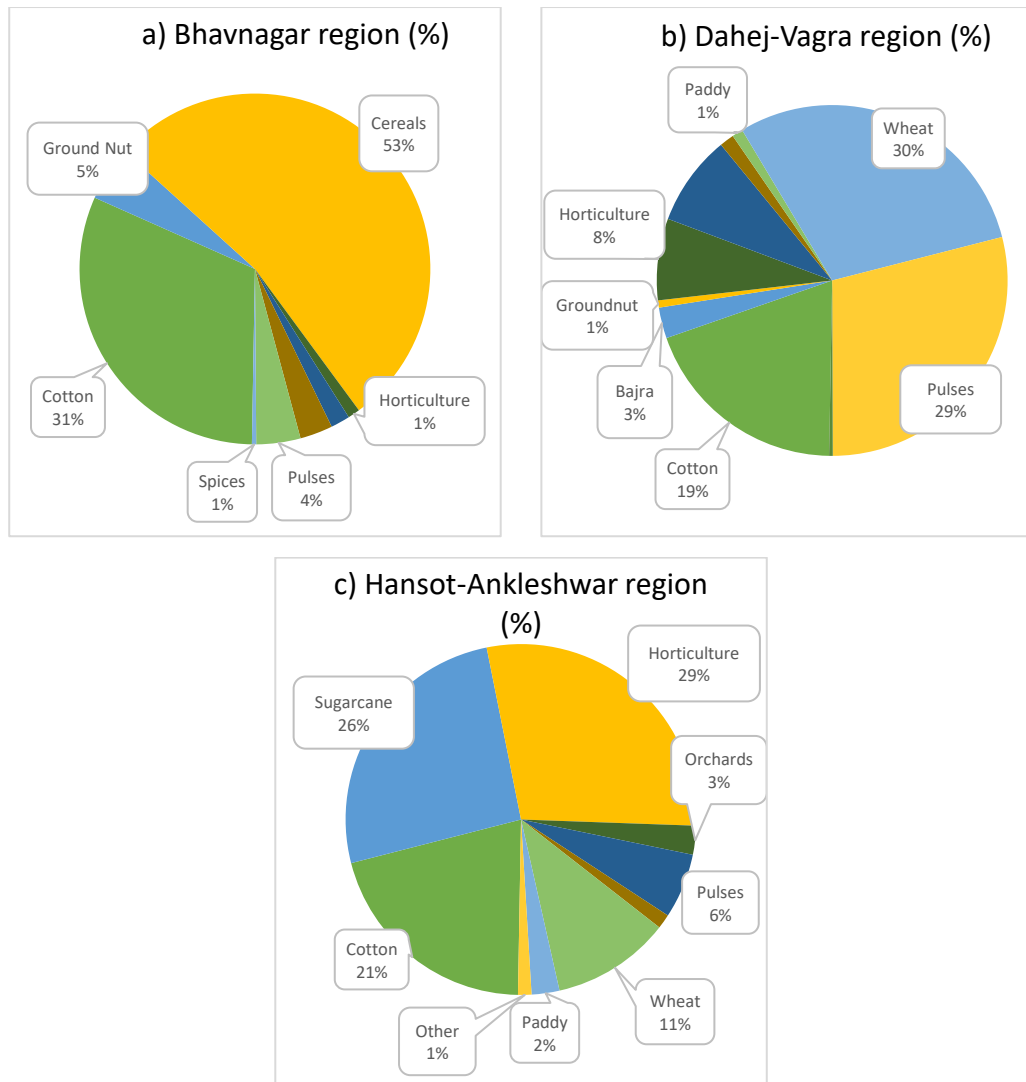 a) Bhavnagar region (%)
Cereals
53%
Ground Nut
5%
Cotton
31%
Spices
1%
Pulses
4%
Horticulture
1%
b) Dahej-Vagra region (%)
Paddy
1%
Wheat
30%
Horticulture
8%
Groundnut
1%
Bajra
3%
Cotton
19%
Pulses
29%
c) Hansot-Ankleshwar region
(%)
Horticulture
29%
Sugarcane
26%
Orchards
3%
Pulses
6%
Cotton
21%
Other
1%
Paddy
2%
Wheat
11%